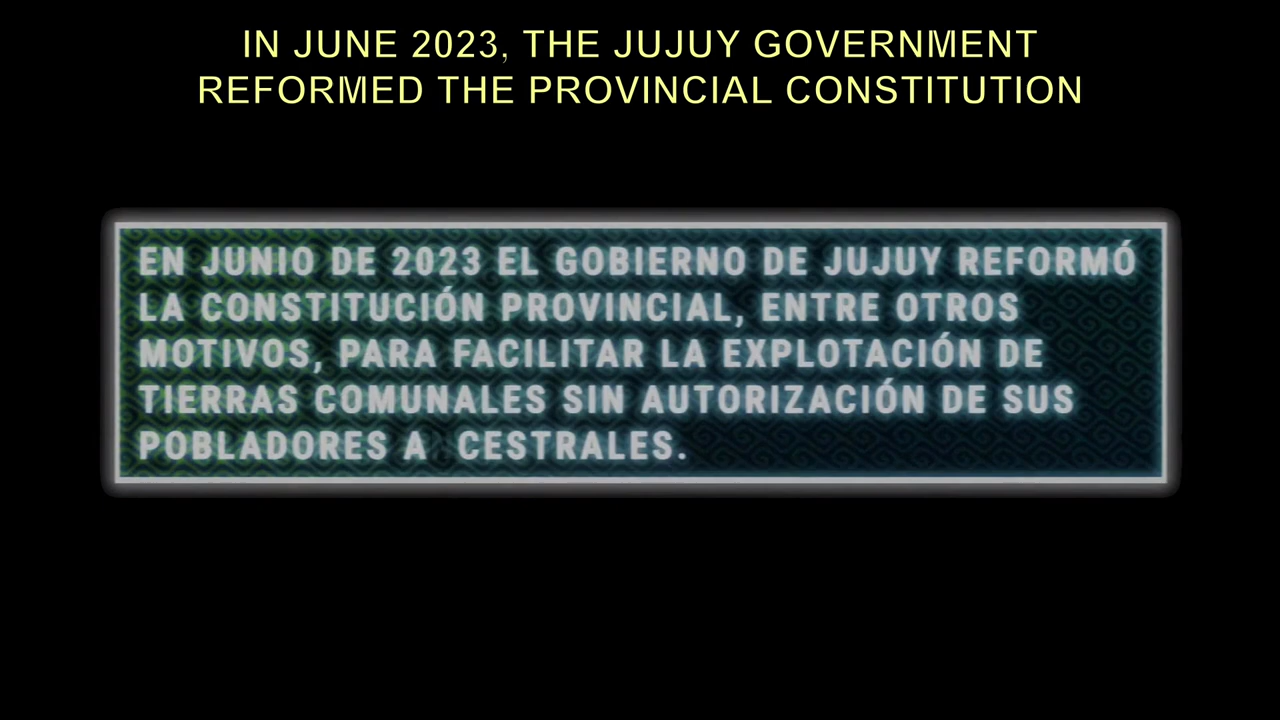 IN JUNE 2023, THE JUJUY GOVERNMENT
REFORMED THE PROVINCIAL CONSTITUTION
EN JUNIO DE 2023 EL GOBIERNO DE JUJUY REFORMÓ
LA CONSTITUCIÓN PROVINCIAL, ENTRE OTROS
MOTIVOS, PARA FACILITAR LA EXPLOTACIÓN DE
TIERRAS COMUNALES SIN AUTORIZACIÓN DE SUS
POBLADORES A CESTRALES.